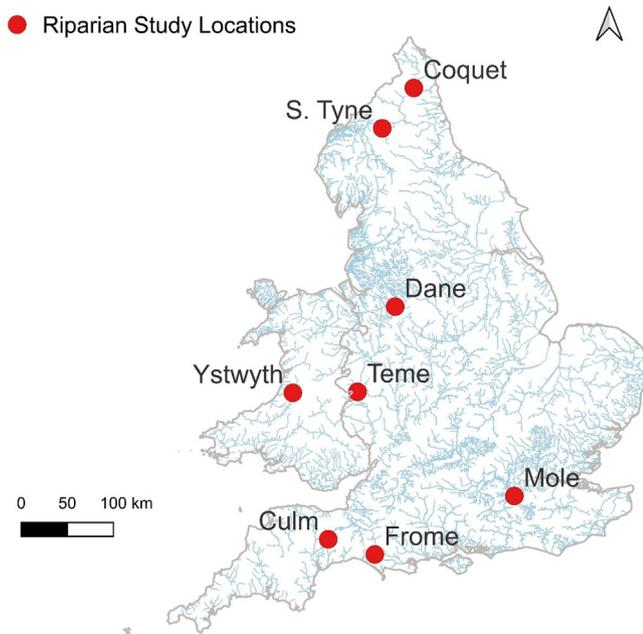 Riparian Study Locations
Coquet
S. Tyne
Dane
Ystwyth
Teme
Mole
0 50 100 km
Culm
Frome